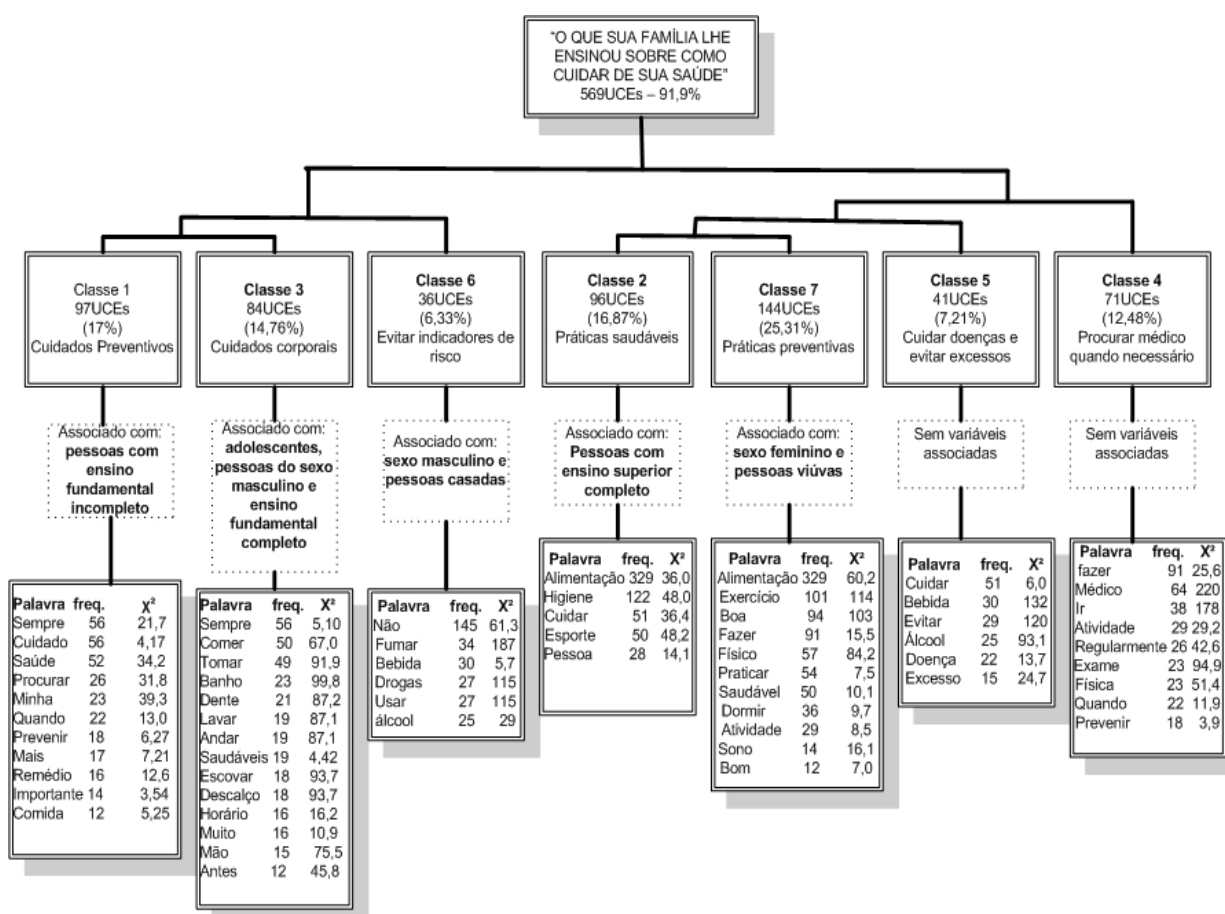 "O QUE SUA FAMÍLIA LHE
ENSINOU SOBRE COMO
CUIDAR DE SUA SAÚDE"
569UCEs – 91,9%
Classe 1
97UCEs
(17%)
Cuidados Preventivos
Classe 3
84UCEs
(14,76%)
Cuidados corporais
Classe 6
36UCEs
(6,33%)
Evitar indicadores de
risco
Classe 2
96UCEs
(16,87%)
Práticas saudáveis
Classe 7
144UCEs
(25,31%)
Práticas preventivas
Classe 5
41UCEs
(7,21%)
Cuidar doenças e
evitar excessos
Classe 4
71UCEs
(12,48%)
Procurar médico
quando necessário
Associado com:
pessoas com
ensino
fundamental
incompleto
Associado com:
adolescentes,
pessoas do sexo
masculino e
ensino
fundamental
completo
Associado com:
sexo masculino e
pessoas casadas
Associado com:
Pessoas com
ensino superior
completo
Associado com:
sexo feminino e
pessoas viúvas
Sem variáveis
associadas
Sem variáveis
associadas
Palavra freq. X²
Sempre 56 21,7
Cuidado 56 4,17
Saúde 52 34,2
Procurar 26 31,8
Minha 23 39,3
Quando 22 13,0
Prevenir 18 6,27
Mais 17 7,21
Remédio 16 12,6
Importante 14 3,54
Comida 12 5,25
Palavra freq. X²
Sempre 56 5,10
Comer 50 67,0
Tomar 49 91,9
Banho 23 99,8
Dente 21 87,2
Lavar 19 87,1
Andar 19 87,1
Saudáveis 19 4,42
Escovar 18 93,7
Descalço 18 93,7
Horário 16 16,2
Muito 16 10,9
Mão 15 75,5
Antes 12 45,8
Palavra freq. X²
Não 145 61,3
Fumar 34 187
Bebida 30 5,7
Drogas 27 115
Usar 27 115
álcool 25 29
Palavra freq. X²
Alimentação 329 36,0
Higiene 122 48,0
Cuidar 51 36,4
Esporte 50 48,2
Pessoa 28 14,1
Palavra freq. X²
Alimentação 329 60,2
Exercício 101 114
Boa 94 103
Fazer 91 15,5
Físico 57 84,2
Praticar 54 7,5
Saudável 50 10,1
Dormir 36 9,7
Atividade 29 8,5
Sono 14 16,1
Bom 12 7,0
Palavra freq. X²
Cuidar 51 6,0
Bebida 30 132
Evitar 29 120
Álcool 25 93,1
Doença 22 13,7
Excesso 15 24,7
Palavra freq. X²
fazer 91 25,6
Médico 64 220
Ir 38 178
Atividade 29 29,2
Regularmente 26 42,6
Exame 23 94,9
Física 23 51,4
Quando 22 11,9
Prevenir 18 3,9